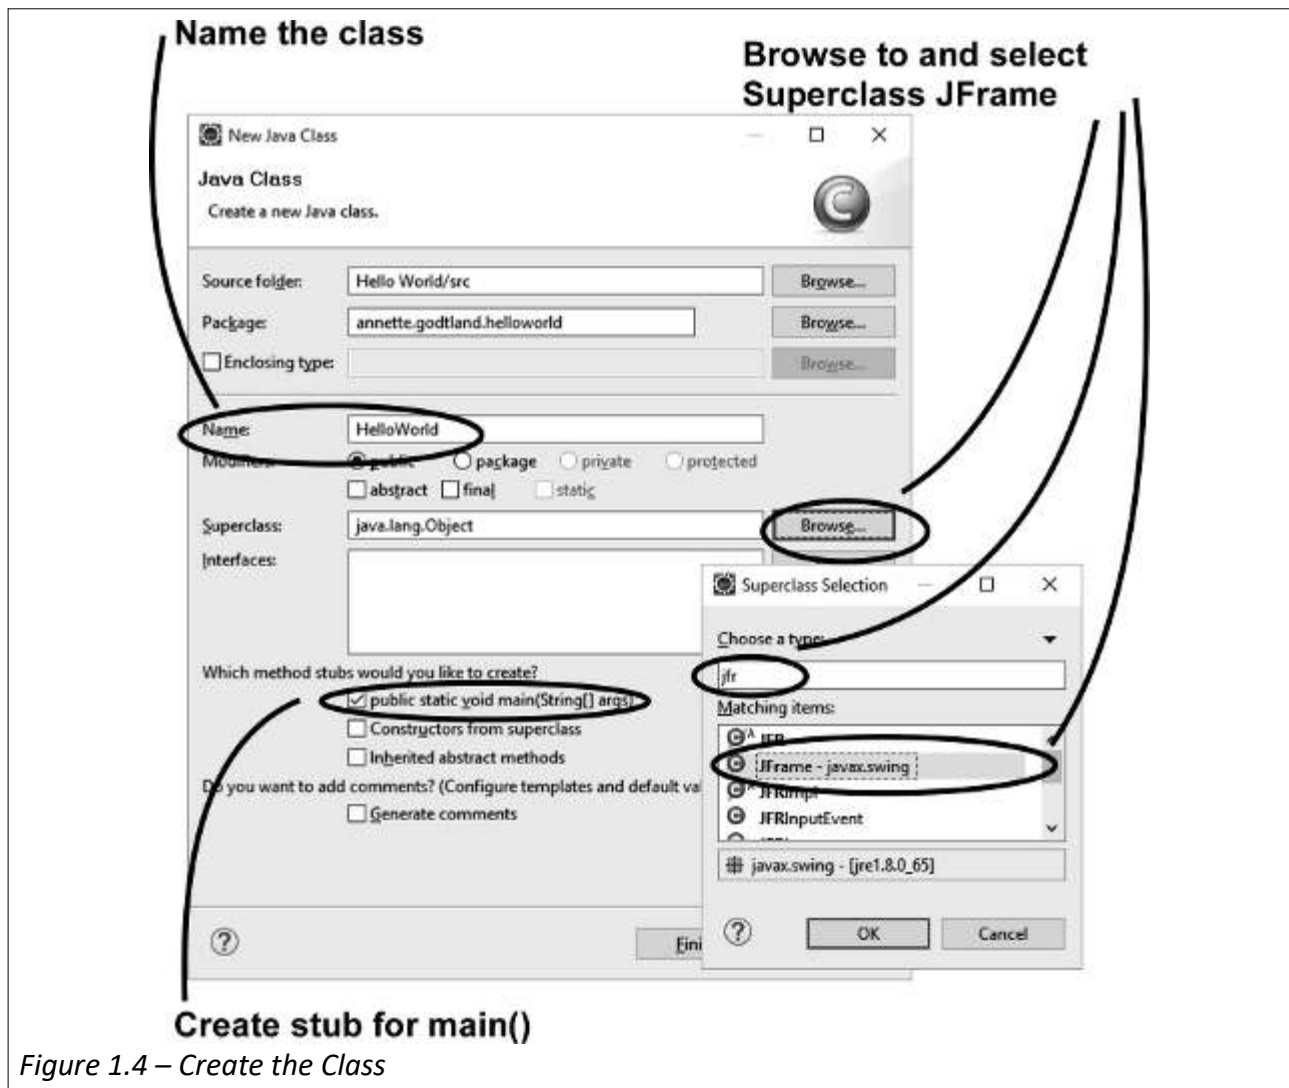 Name the class
Browse to and select
Superclass JFrame
New Java Class
Java Class
Create a new Java class.
Source folder: Hello World/src Browse...
Package: annette.godtland.helloworld Browse...
Enclosing type: Browse...
Name: HelloWorld
Modifiers: public package private protected
abstract final static
Superclass: java.lang.Object Browse...
Interfaces:
Superclass Selection
Choose a type:
jfr
Which method stubs would you like to create?
public static void main(String[] args)
Matching items:
Constructors from superclass
JFR
JFrame - javax.swing
Inherited abstract methods
Do you want to add comments? (Configure templates and default va
JFRImpl
Generate comments
JFRInputEvent
javax.swing - [jre1.8.0_65]
Fini
OK Cancel
Create stub for main()
Figure 1.4 – Create the Class